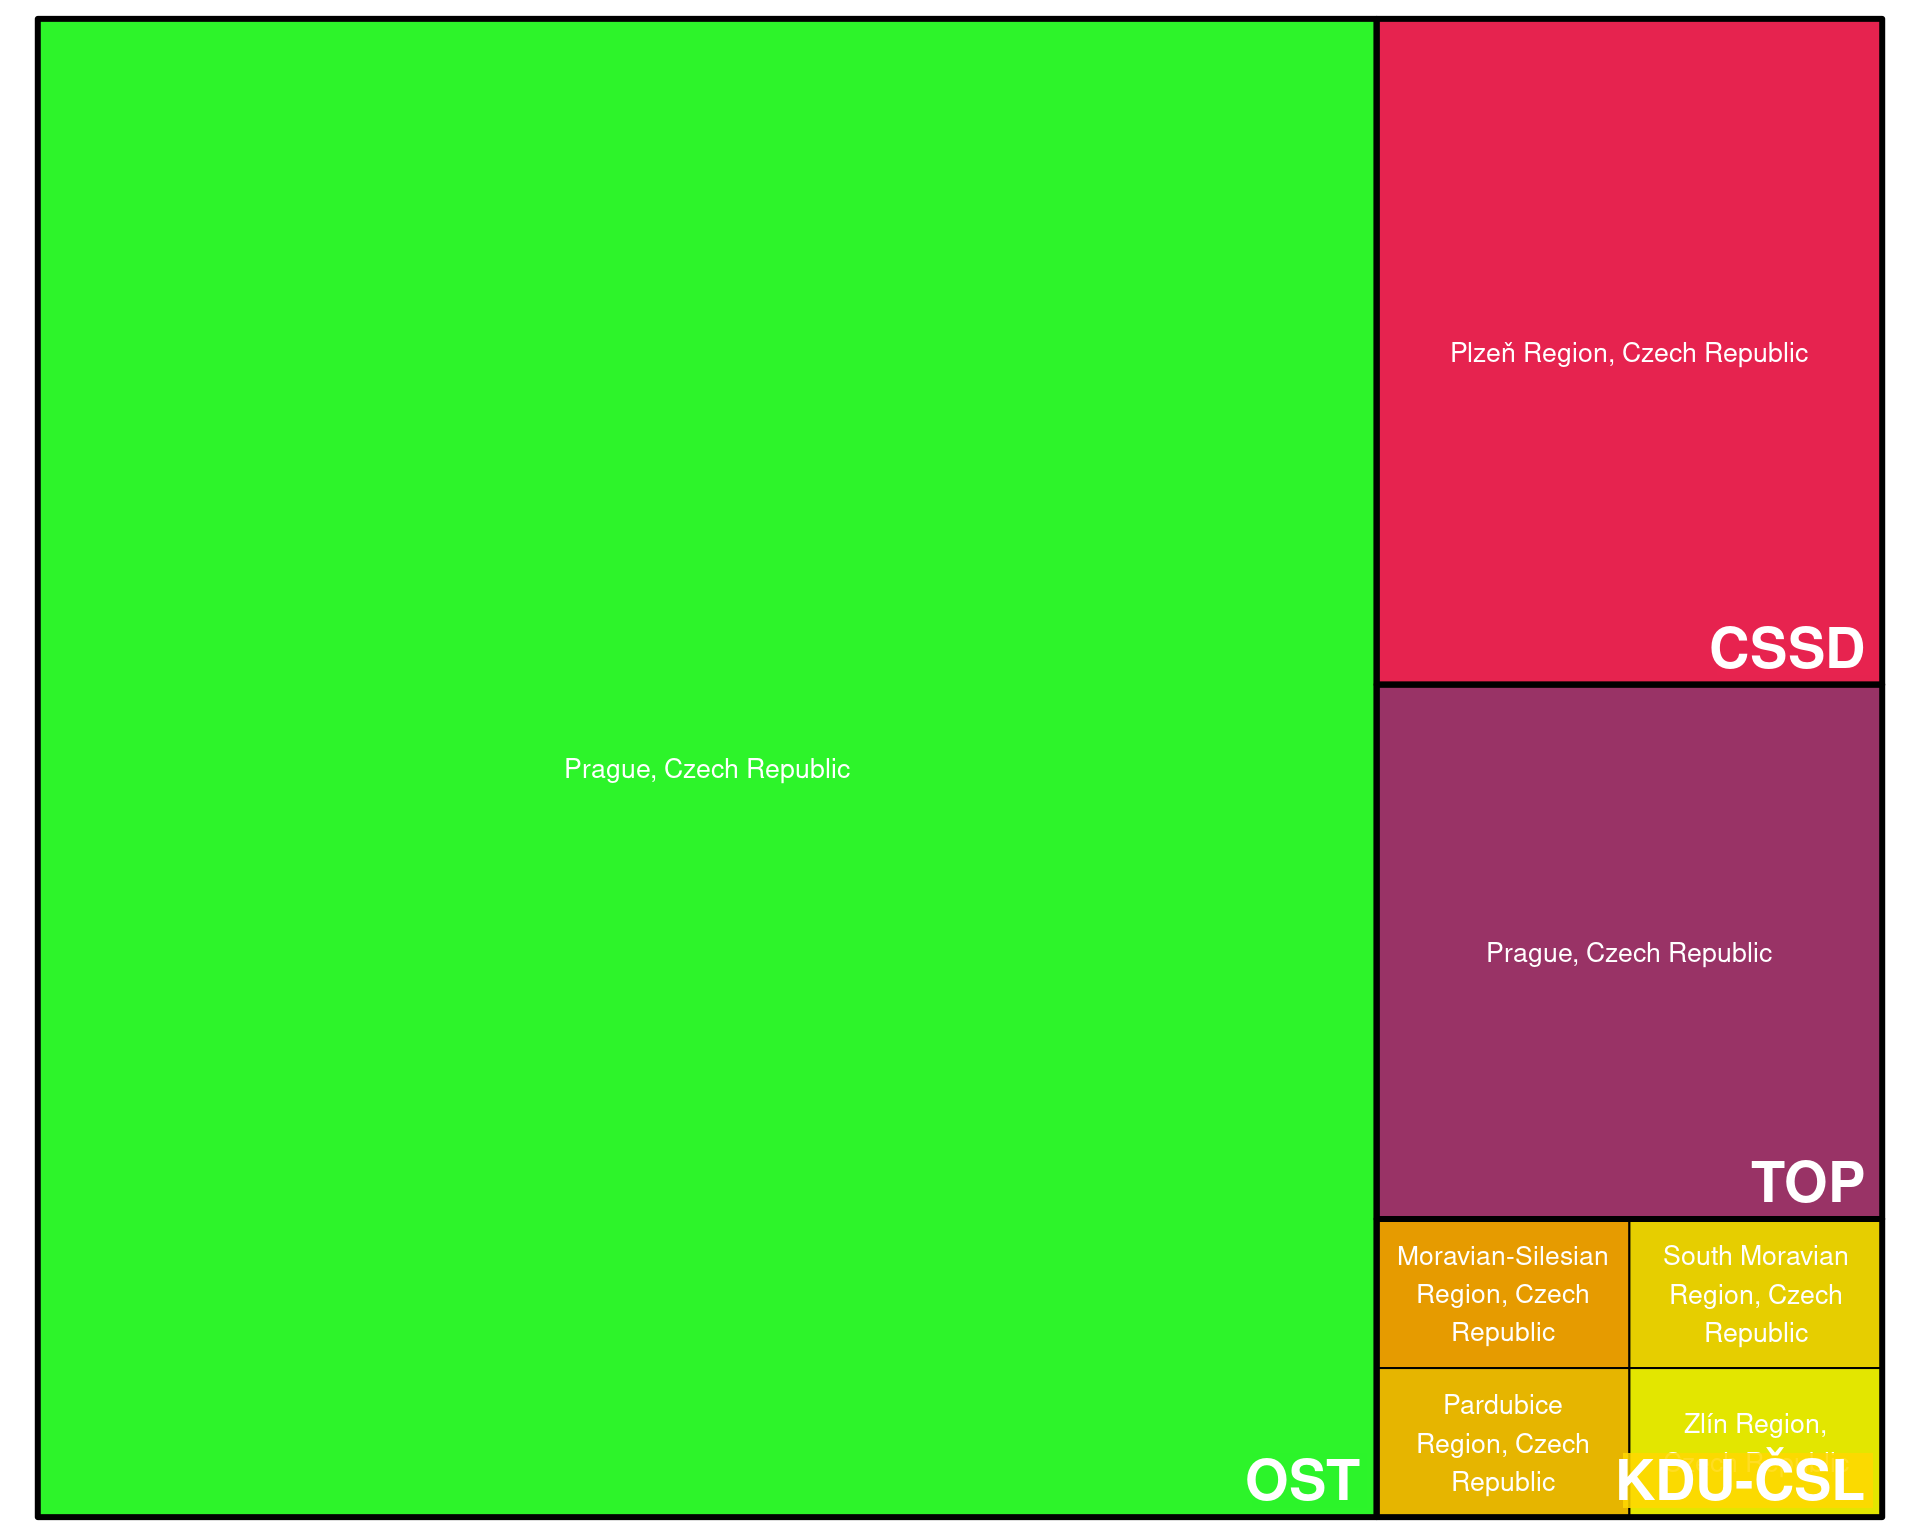 Prague, Czech Republic
OST
Plzeň Region, Czech Republic
CSSD
Prague, Czech Republic
TOP
Moravian-Silesian
Region, Czech
Republic
South Moravian
Region, Czech
Republic
Pardubice
Region, Czech
Republic
Zlín Region,
KDU-ČSL